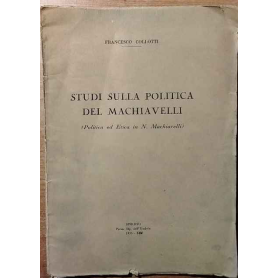 FRANCESCO COLLOTTI
STUDI SULLA POLITICA
DEL MACHIAVELLI
(Politica ed Etica in N. Machiavelli)